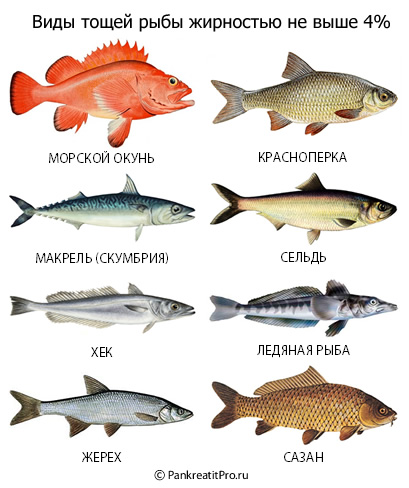 Виды тощей рыбы жирностью не выше 4%
МОРСКОЙ ОКУНЬ
КРАСНОПЕРКА
МАКРЕЛЬ (СКУМБРИЯ)
СЕЛЬДЬ
ХЕК
ЛЕДЯНАЯ РЫБА
ЖЕРЕХ
САЗАН
© PankreatitPro.ru